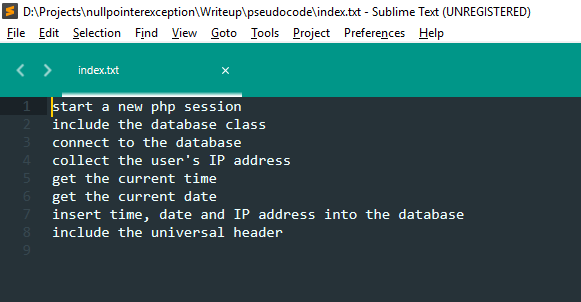 D:\Projects\nullpointerexception\Writeup\pseudocode\index.txt - Sublime Text (UNREGISTERED)
File Edit Selection Find View Goto Tools Project Preferences Help
index.txt ×
1 start a new php session
2 include the database class
3 connect to the database
4 collect the user's IP address
5 get the current time
6 get the current date
7 insert time, date and IP address into the database
8 include the universal header
9